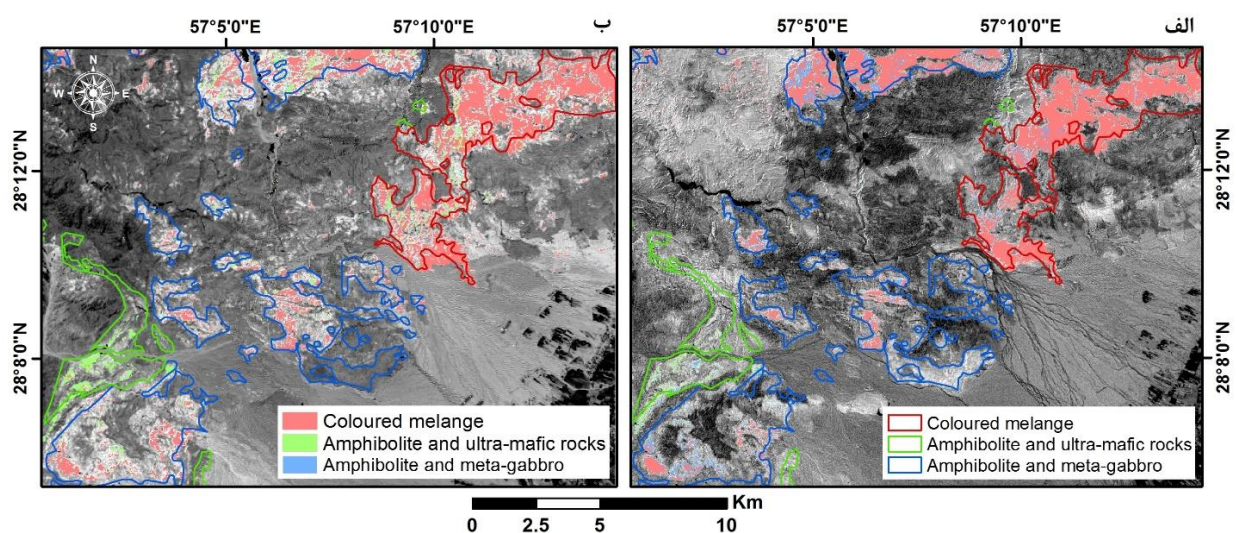 57°5'0"E 57°10'0"E ب 57°5'0"E 57°10'0"E الف
N
W E
S
28°12'0"N 28°12'0"N
28°8'0"N 28°8'0"N
Coloured melange
Amphibolite and ultra-mafic rocks
Amphibolite and meta-gabbro
Coloured melange
Amphibolite and ultra-mafic rocks
Amphibolite and meta-gabbro
Km
0 2.5 5 10